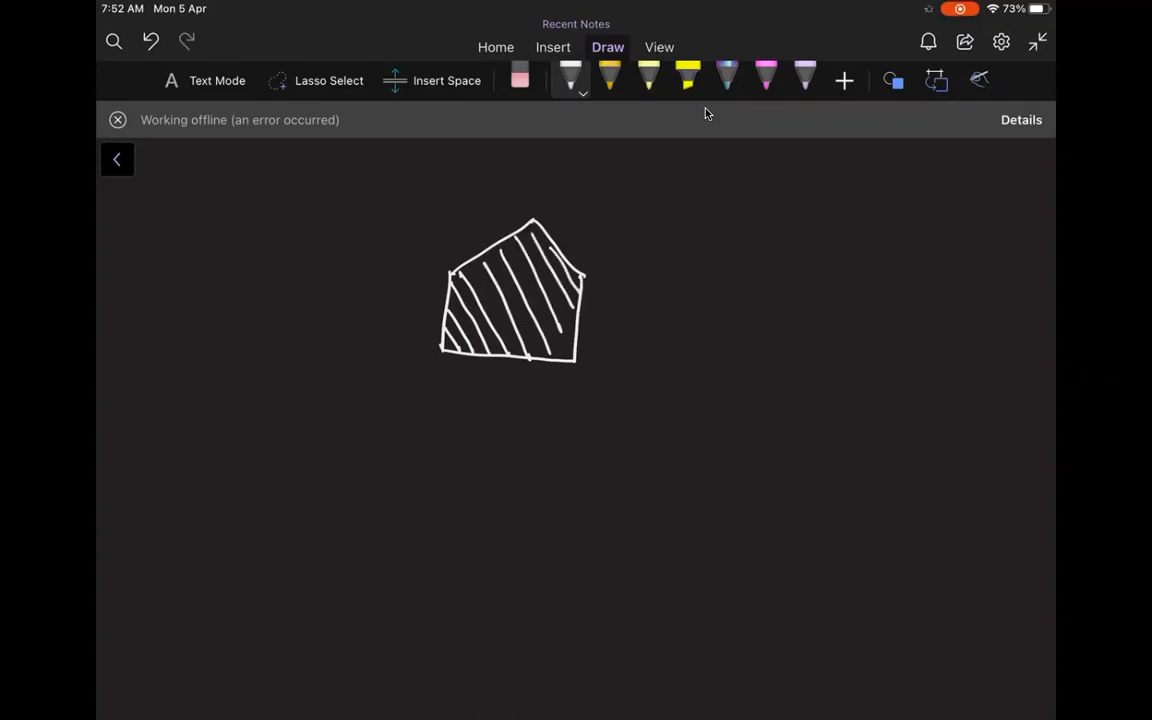 7:52 AM Mon 5 Apr
73%
Recent Notes
Home Insert Draw View
Text Mode Lasso Select Insert Space
Working offline (an error occurred) Details